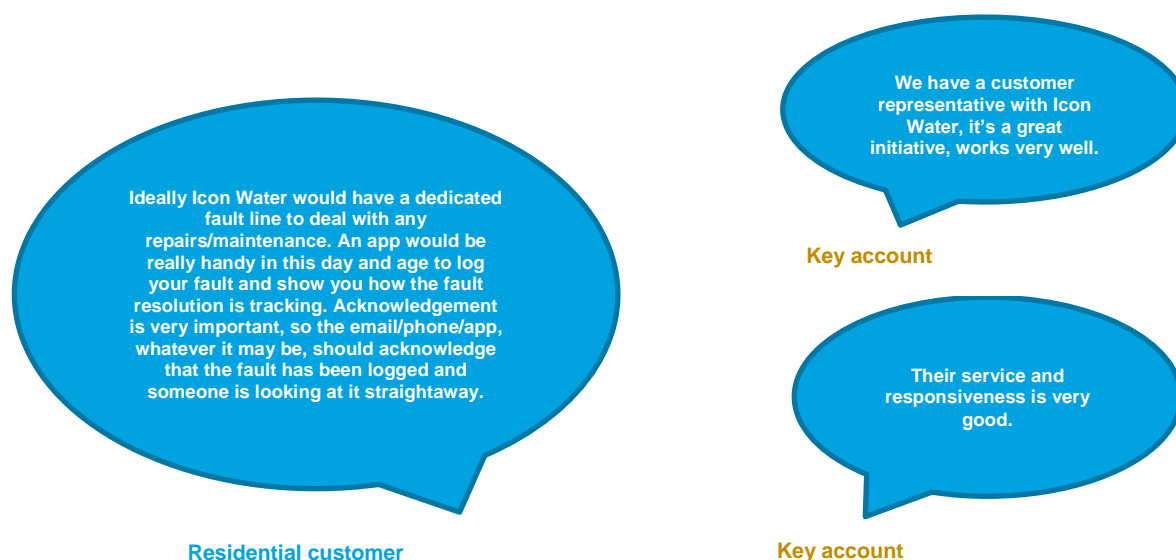 Ideally Icon Water would have a dedicated
fault line to deal with any
repairs/maintenance. An app would be
really handy in this day and age to log
your fault and show you how the fault
resolution is tracking. Acknowledgement
is very important, so the email/phone/app,
whatever it may be, should acknowledge
that the fault has been logged and
someone is looking at it straightaway.
Residential customer
We have a customer
representative with Icon
Water, it’s a great
initiative, works very well.
Key account
Their service and
responsiveness is very
good.
Key account